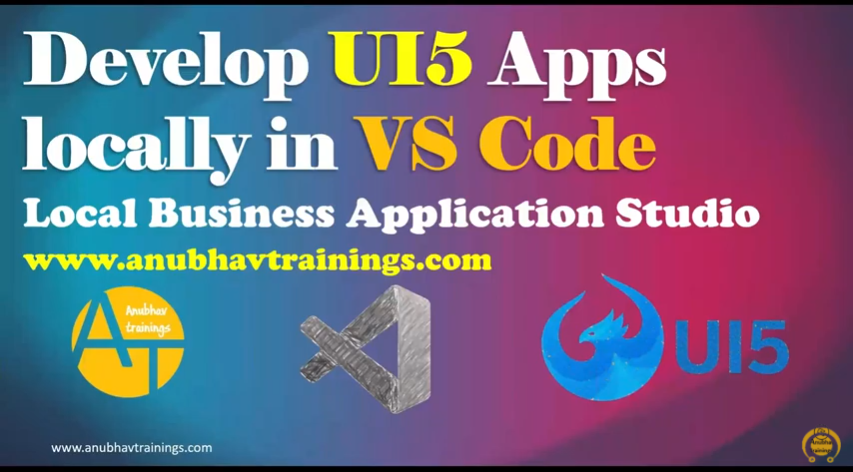 Develop UI5 Apps
locally in VS Code
Local Business Application Studio
www.anubhavtrainings.com
Anubhav
trainings
AT
UI5
www.anubhavtrainings.com